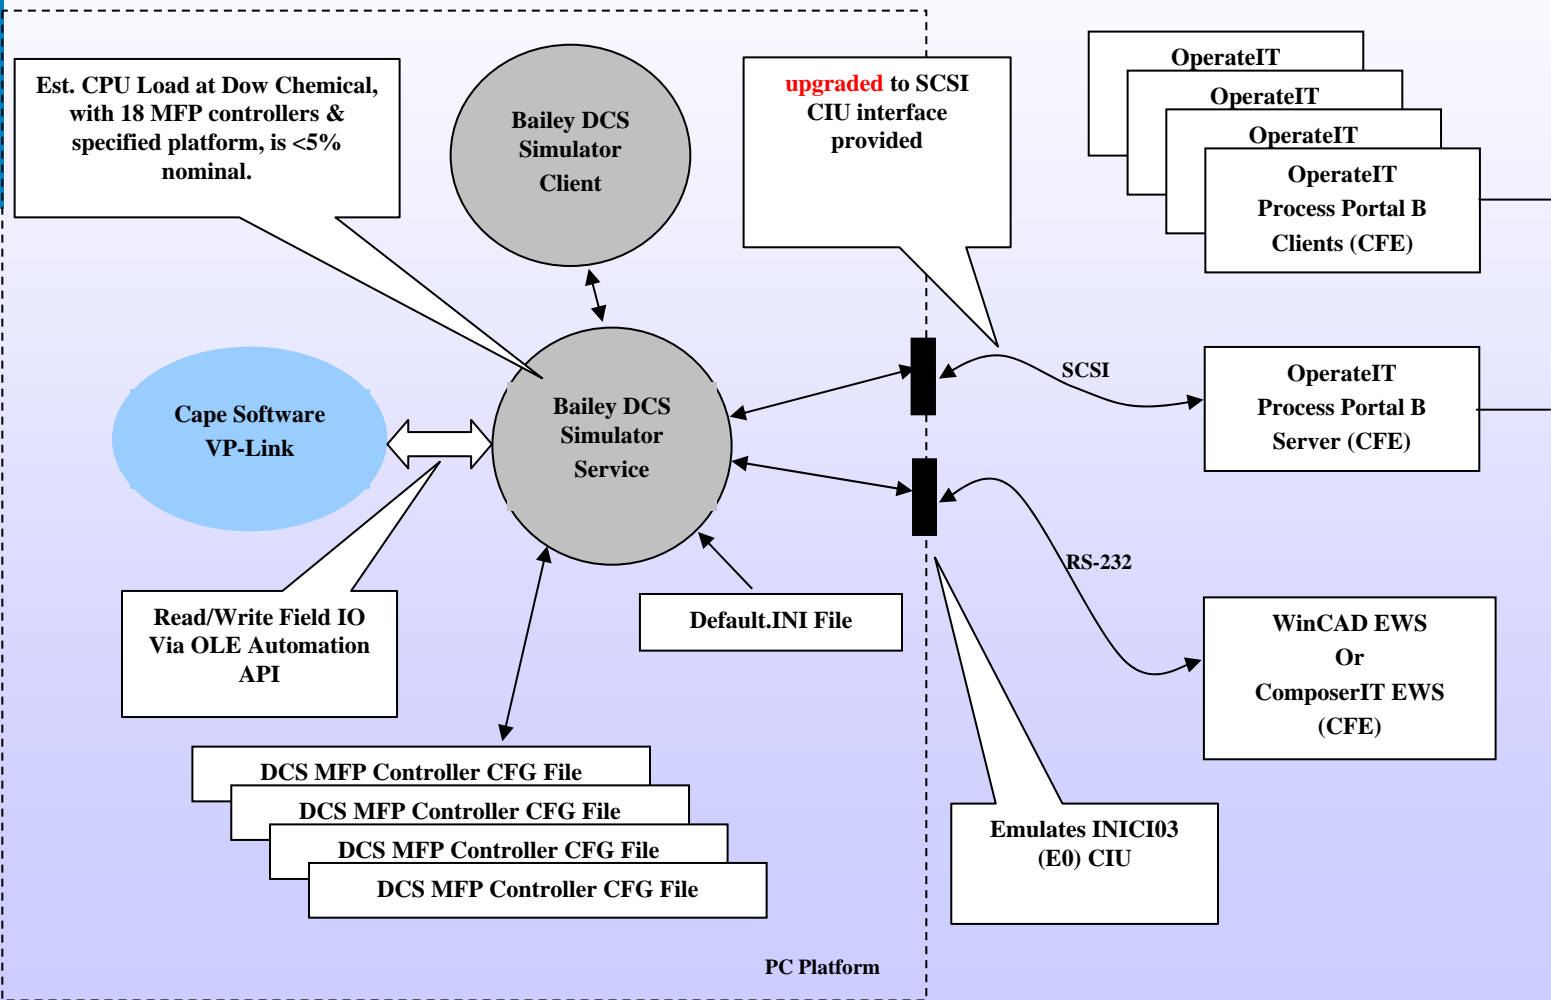 Est. CPU Load at Dow Chemical,
with 18 MFP controllers &
specified platform, is <5%
nominal.
Bailey DCS
Simulator
Client
upgraded to SCSI
CIU interface
provided
OperateIT
OperateIT
OperateIT
OperateIT
Process Portal B
Clients (CFE)
Cape Software
VP-Link
Bailey DCS
Simulator
Service
SCSI
OperateIT
Process Portal B
Server (CFE)
RS-232
Read/Write Field IO
Via OLE Automation
API
Default.INI File
WinCAD EWS
Or
ComposerIT EWS
(CFE)
DCS MFP Controller CFG File
DCS MFP Controller CFG File
DCS MFP Controller CFG File
DCS MFP Controller CFG File
Emulates INICI03
(E0) CIU
PC Platform